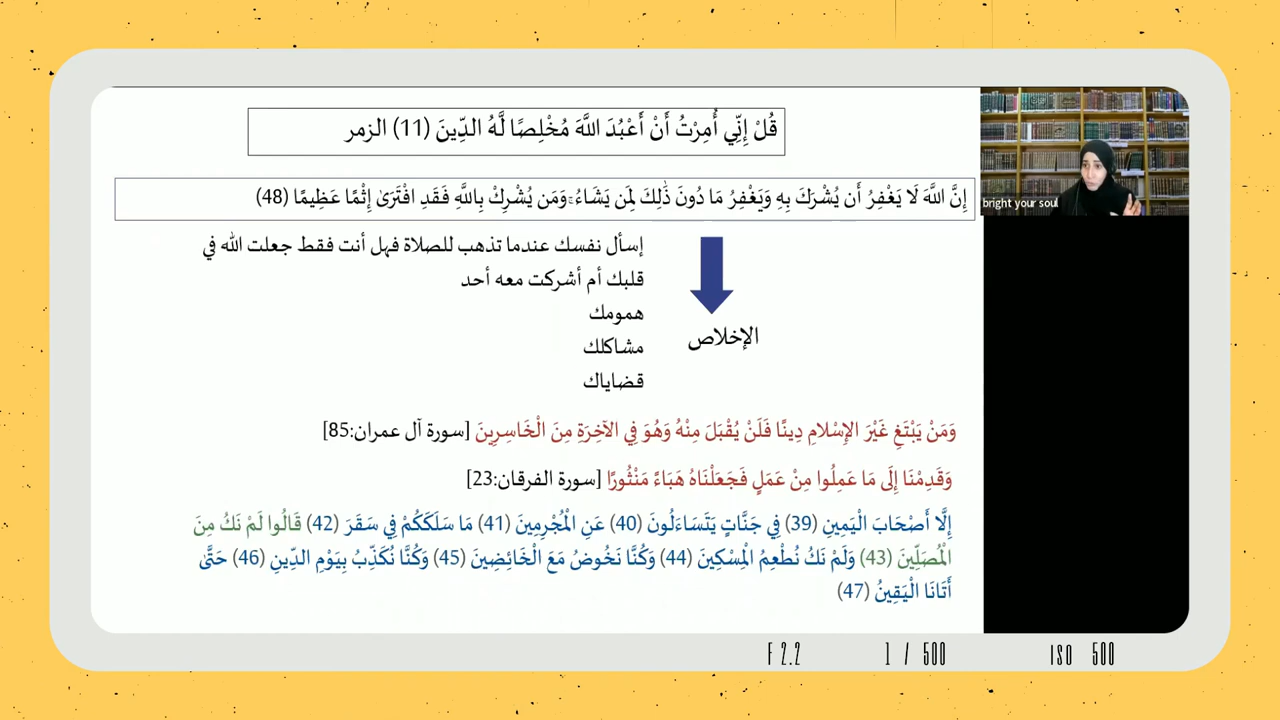 قُلْ إِنِّي أُمِرْتُ أَنْ أَعْبُدَ اللَّهَ مُخْلِصًا لَّهُ الدِّينَ (11) الزمر
إِنَّ اللَّهَ لَا يَغْفِرُ أَن يُشْرَكَ بِهِ وَيَغْفِرُ مَا دُونَ ذَٰلِكَ لِمَن يَشَاءُ ۚ وَمَن يُشْرِكْ بِاللَّهِ فَقَدِ افْتَرَىٰ إِثْمًا عَظِيمًا (48)
bright your soul
إسأل نفسك عندما تذهب للصلاة فهل أنت فقط جعلت الله في
قلبك أم أشركت معه أحد
همومك
مشاكلك
قضاياك
الإخلاص
وَمَنْ يَبْتَغِ غَيْرَ الإِسْلامِ دِينًا فَلَنْ يُقْبَلَ مِنْهُ وَهُوَ فِي الآخِرَةِ مِنَ الْخَاسِرِينَ [سورة آل عمران:85]
وَقَدِمْنَا إِلَى مَا عَمِلُوا مِنْ عَمَلٍ فَجَعَلْنَاهُ هَبَاءً مَنْثُورًا [سورة الفرقان:23]
إِلَّا أَصْحَابَ الْيَمِينِ (39) فِي جَنَّاتٍ يَتَسَاءَلُونَ (40) عَنِ الْمُجْرِمِينَ (41) مَا سَلَكَكُمْ فِي سَقَرَ (42) قَالُوا لَمْ نَكُ مِنَ
الْمُصَلِّينَ (43) وَلَمْ نَكُ نُطْعِمُ الْمِسْكِينَ (44) وَكُنَّا نَخُوضُ مَعَ الْخَائِضِينَ (45) وَكُنَّا نُكَذِّبُ بِيَوْمِ الدِّينِ (46) حَتَّى
أَتَانَا الْيَقِينُ (47)
F 2.2 1 / 500 ISO 500